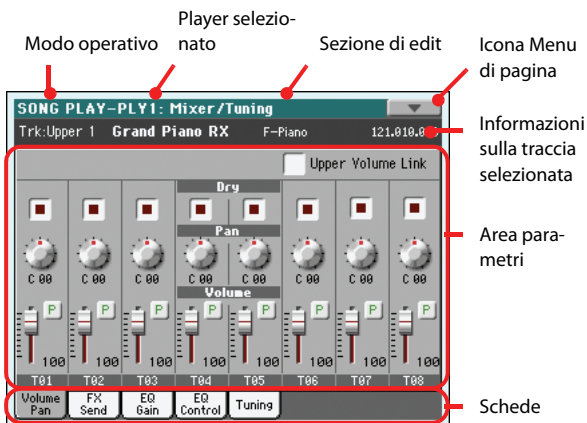 Modo operativo
Player selezio-
nato
Sezione di edit
Icona Menu
di pagina
SONG PLAY-PLY1: Mixer/Tuning
Trk:Upper 1 Grand Piano RX F-Piano
Informazioni
sulla traccia
selezionata
Upper Volume Link
Dry
Pan
C 00 C 00 C 00 C 00 C 00 C 00 C 00 C 00
Volume
P P P P P P P P
100 100 100 100 100 100 100 100
T01 T02 T03 T04 T05 T06 T07 T08
Area para-
metri
Volume
Pan
FX
Send
EQ
Gain
EQ
Control
Tuning
Schede